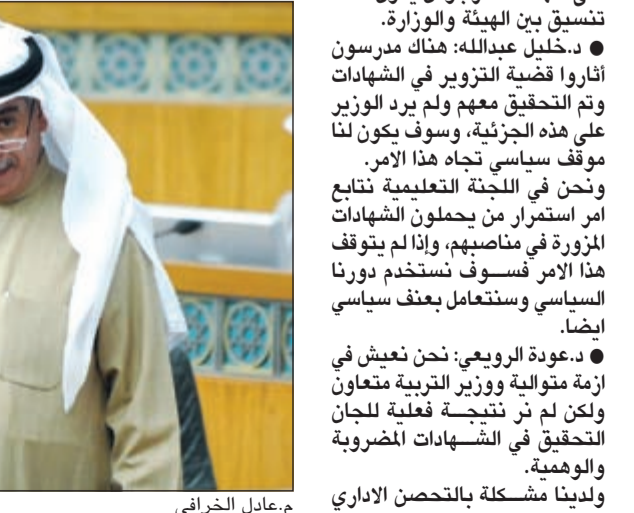 تنسيق بين الهيئة والوزارة.
● د.خليل عبدالله: هناك مدرسون
أثاروا قضية التزوير في الشهادات
وتم التحقيق معهم ولم يرد الوزير
على هذه الجزئية، وسوف يكون لنا
موقف سياسي تجاه هذا الامر.
ونحن في اللجنة التعليمية نتابع
امر استمرار من يحملون الشهادات
المزورة في مناصبهم، وإذا لم يتوقف
هذا الامر فســوف نستخدم دورنا
السياسي وسنتعامل بعنف سياسي
ايضا.
● د.عودة الرويعي: نحن نعيش في
ازمة متوالية ووزير التربية متعاون
ولكن لم نر نتيجــة فعلية للجان
التحقيق في الشــهادات المضروبة
والوهمية.
ولدينا مشــكلة بالتحصن الاداري
م.عادل الخرافي